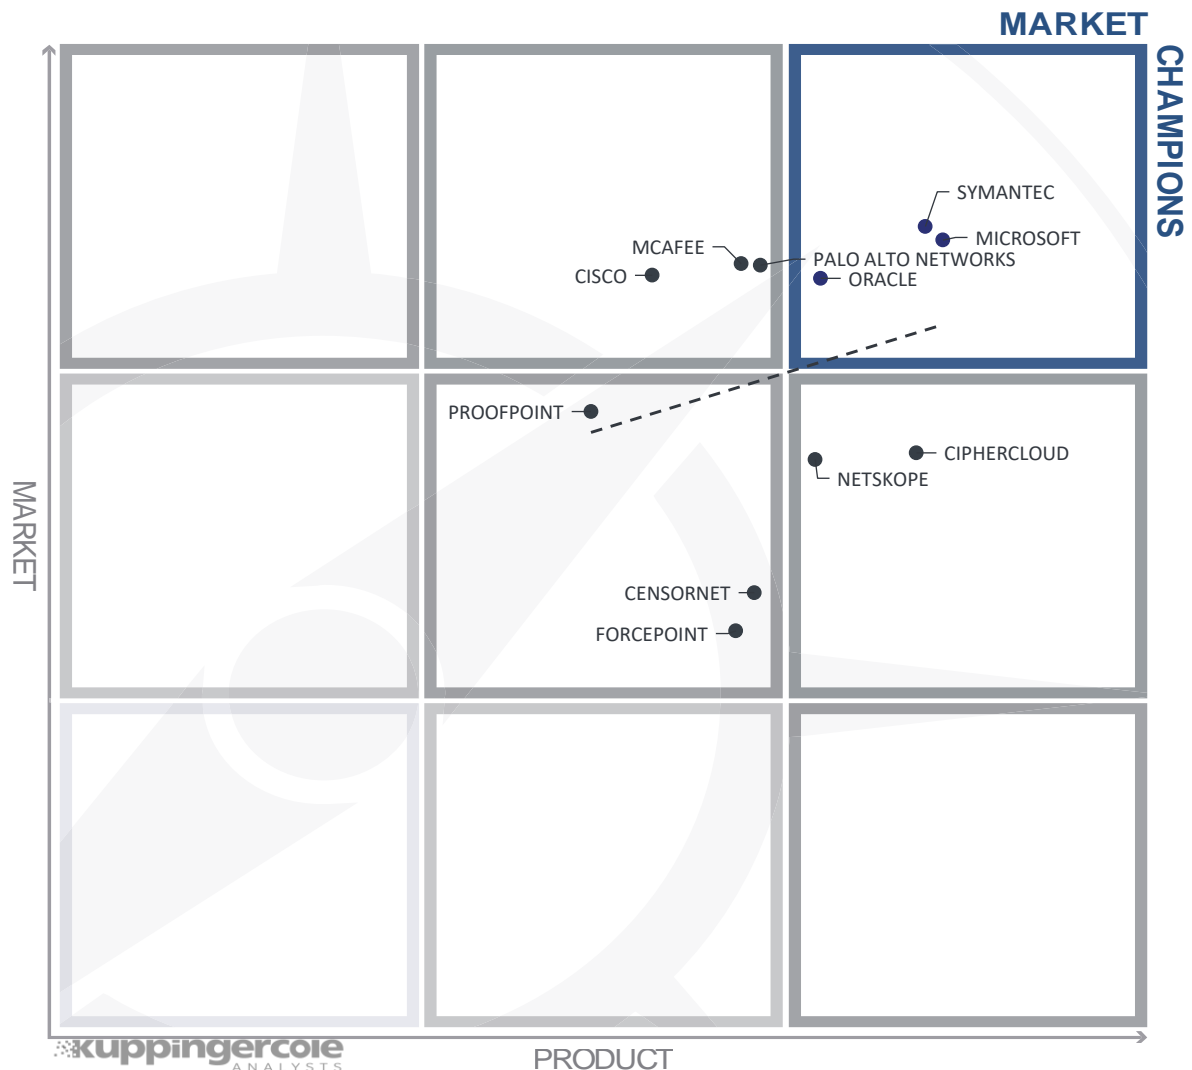 MARKET
CHAMPIONS
SYMANTEC
MICROSOFT
MCAFEE
PALO ALTO NETWORKS
CISCO
ORACLE
PROOFPOINT
CIPHERCLOUD
NETSKOPE
MARKET
CENSORNET
FORCEPOINT
kuppingercole
ANALYSTS
PRODUCT